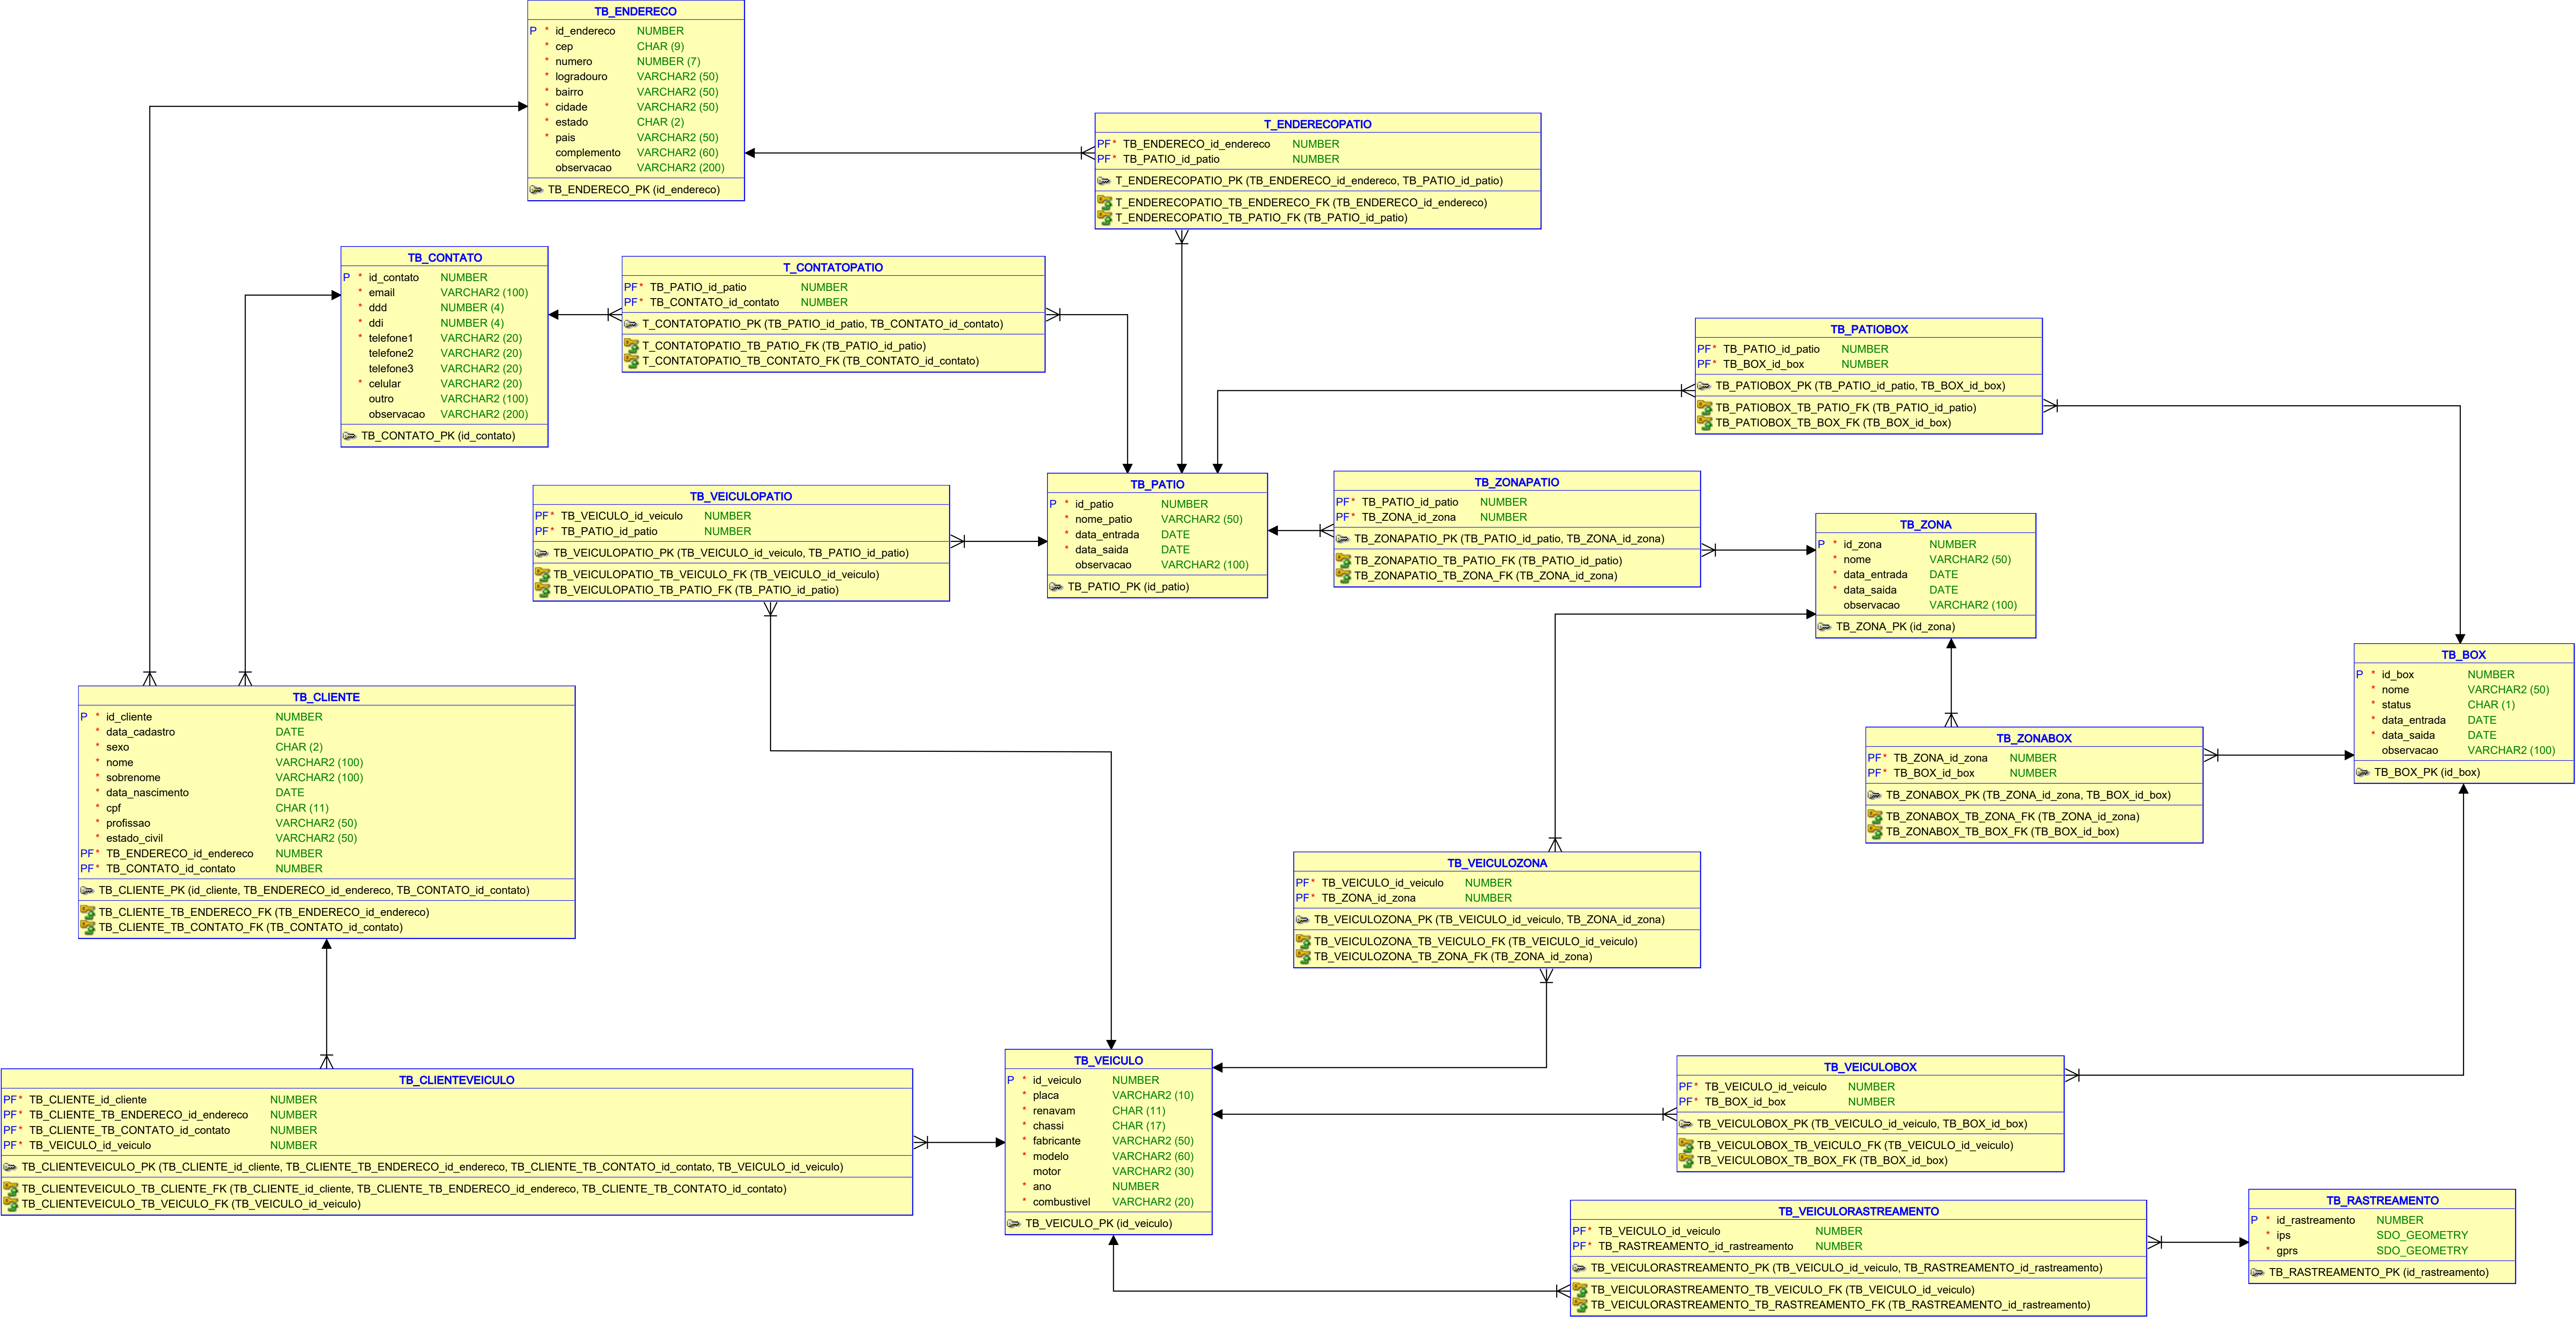 TB_ENDERECO
P * id_endereco NUMBER
* cep CHAR (9)
* numero NUMBER (7)
* logradouro VARCHAR2 (50)
* bairro VARCHAR2 (50)
* cidade VARCHAR2 (50)
* estado CHAR (2)
* pais VARCHAR2 (50)
complemento VARCHAR2 (60)
observacao VARCHAR2 (200)
TB_ENDERECO_PK (id_endereco)
T_ENDERECOPATIO
PF* TB_ENDERECO_id_endereco NUMBER
PF* TB_PATIO_id_patio NUMBER
T_ENDERECOPATIO_PK (TB_ENDERECO_id_endereco, TB_PATIO_id_patio)
T_ENDERECOPATIO_TB_ENDERECO_FK (TB_ENDERECO_id_endereco)
T_ENDERECOPATIO_TB_PATIO_FK (TB_PATIO_id_patio)
TB_CONTATO
P * id_contato NUMBER
* email VARCHAR2 (100)
* ddd NUMBER (4)
* ddi NUMBER (4)
* telefone1 VARCHAR2 (20)
telefone2 VARCHAR2 (20)
telefone3 VARCHAR2 (20)
* celular VARCHAR2 (20)
outro VARCHAR2 (100)
observacao VARCHAR2 (200)
TB_CONTATO_PK (id_contato)
T_CONTATOPATIO
PF* TB_PATIO_id_patio NUMBER
PF* TB_CONTATO_id_contato NUMBER
T_CONTATOPATIO_PK (TB_PATIO_id_patio, TB_CONTATO_id_contato)
T_CONTATOPATIO_TB_PATIO_FK (TB_PATIO_id_patio)
T_CONTATOPATIO_TB_CONTATO_FK (TB_CONTATO_id_contato)
TB_PATIOBOX
PF* TB_PATIO_id_patio NUMBER
PF* TB_BOX_id_box NUMBER
TB_PATIOBOX_PK (TB_PATIO_id_patio, TB_BOX_id_box)
TB_PATIOBOX_TB_PATIO_FK (TB_PATIO_id_patio)
TB_PATIOBOX_TB_BOX_FK (TB_BOX_id_box)
TB_VEICULOPATIO
PF* TB_VEICULO_id_veiculo NUMBER
PF* TB_PATIO_id_patio NUMBER
TB_VEICULOPATIO_PK (TB_VEICULO_id_veiculo, TB_PATIO_id_patio)
TB_VEICULOPATIO_TB_VEICULO_FK (TB_VEICULO_id_veiculo)
TB_VEICULOPATIO_TB_PATIO_FK (TB_PATIO_id_patio)
TB_PATIO
P * id_patio NUMBER
* nome_patio VARCHAR2 (50)
* data_entrada DATE
* data_saida DATE
observacao VARCHAR2 (100)
TB_PATIO_PK (id_patio)
TB_ZONAPATIO
PF* TB_PATIO_id_patio NUMBER
PF* TB_ZONA_id_zona NUMBER
TB_ZONAPATIO_PK (TB_PATIO_id_patio, TB_ZONA_id_zona)
TB_ZONAPATIO_TB_PATIO_FK (TB_PATIO_id_patio)
TB_ZONAPATIO_TB_ZONA_FK (TB_ZONA_id_zona)
TB_ZONA
P * id_zona NUMBER
* nome VARCHAR2 (50)
* data_entrada DATE
* data_saida DATE
observacao VARCHAR2 (100)
TB_ZONA_PK (id_zona)
TB_BOX
P * id_box NUMBER
* nome VARCHAR2 (50)
* status CHAR (1)
* data_entrada DATE
* data_saida DATE
observacao VARCHAR2 (100)
TB_BOX_PK (id_box)
TB_CLIENTE
P * id_cliente NUMBER
* data_cadastro DATE
* sexo CHAR (2)
* nome VARCHAR2 (100)
* sobrenome VARCHAR2 (100)
* data_nascimento DATE
* cpf CHAR (11)
* profissao VARCHAR2 (50)
* estado_civil VARCHAR2 (50)
PF* TB_ENDERECO_id_endereco NUMBER
PF* TB_CONTATO_id_contato NUMBER
TB_CLIENTE_PK (id_cliente, TB_ENDERECO_id_endereco, TB_CONTATO_id_contato)
TB_CLIENTE_TB_ENDERECO_FK (TB_ENDERECO_id_endereco)
TB_CLIENTE_TB_CONTATO_FK (TB_CONTATO_id_contato)
TB_ZONABOX
PF* TB_ZONA_id_zona NUMBER
PF* TB_BOX_id_box NUMBER
TB_ZONABOX_PK (TB_ZONA_id_zona, TB_BOX_id_box)
TB_ZONABOX_TB_ZONA_FK (TB_ZONA_id_zona)
TB_ZONABOX_TB_BOX_FK (TB_BOX_id_box)
TB_VEICULOZONA
PF* TB_VEICULO_id_veiculo NUMBER
PF* TB_ZONA_id_zona NUMBER
TB_VEICULOZONA_PK (TB_VEICULO_id_veiculo, TB_ZONA_id_zona)
TB_VEICULOZONA_TB_VEICULO_FK (TB_VEICULO_id_veiculo)
TB_VEICULOZONA_TB_ZONA_FK (TB_ZONA_id_zona)
TB_CLIENTEVEICULO
PF* TB_CLIENTE_id_cliente NUMBER
PF* TB_CLIENTE_TB_ENDERECO_id_endereco NUMBER
PF* TB_CLIENTE_TB_CONTATO_id_contato NUMBER
PF* TB_VEICULO_id_veiculo NUMBER
TB_CLIENTEVEICULO_PK (TB_CLIENTE_id_cliente, TB_CLIENTE_TB_ENDERECO_id_endereco, TB_CLIENTE_TB_CONTATO_id_contato, TB_VEICULO_id_veiculo)
TB_CLIENTEVEICULO_TB_CLIENTE_FK (TB_CLIENTE_id_cliente, TB_CLIENTE_TB_ENDERECO_id_endereco, TB_CLIENTE_TB_CONTATO_id_contato)
TB_CLIENTEVEICULO_TB_VEICULO_FK (TB_VEICULO_id_veiculo)
TB_VEICULO
P * id_veiculo NUMBER
* placa VARCHAR2 (10)
* renavam CHAR (11)
* chassi CHAR (17)
* fabricante VARCHAR2 (50)
* modelo VARCHAR2 (60)
motor VARCHAR2 (30)
* ano NUMBER
* combustivel VARCHAR2 (20)
TB_VEICULO_PK (id_veiculo)
TB_VEICULOBOX
PF* TB_VEICULO_id_veiculo NUMBER
PF* TB_BOX_id_box NUMBER
TB_VEICULOBOX_PK (TB_VEICULO_id_veiculo, TB_BOX_id_box)
TB_VEICULOBOX_TB_VEICULO_FK (TB_VEICULO_id_veiculo)
TB_VEICULOBOX_TB_BOX_FK (TB_BOX_id_box)
TB_VEICULORASTREAMENTO
PF* TB_VEICULO_id_veiculo NUMBER
PF* TB_RASTREAMENTO_id_rastreamento NUMBER
TB_VEICULORASTREAMENTO_PK (TB_VEICULO_id_veiculo, TB_RASTREAMENTO_id_rastreamento)
TB_VEICULORASTREAMENTO_TB_VEICULO_FK (TB_VEICULO_id_veiculo)
TB_VEICULORASTREAMENTO_TB_RASTREAMENTO_FK (TB_RASTREAMENTO_id_rastreamento)
TB_RASTREAMENTO
P * id_rastreamento NUMBER
* ips SDO_GEOMETRY
* gprs SDO_GEOMETRY
TB_RASTREAMENTO_PK (id_rastreamento)